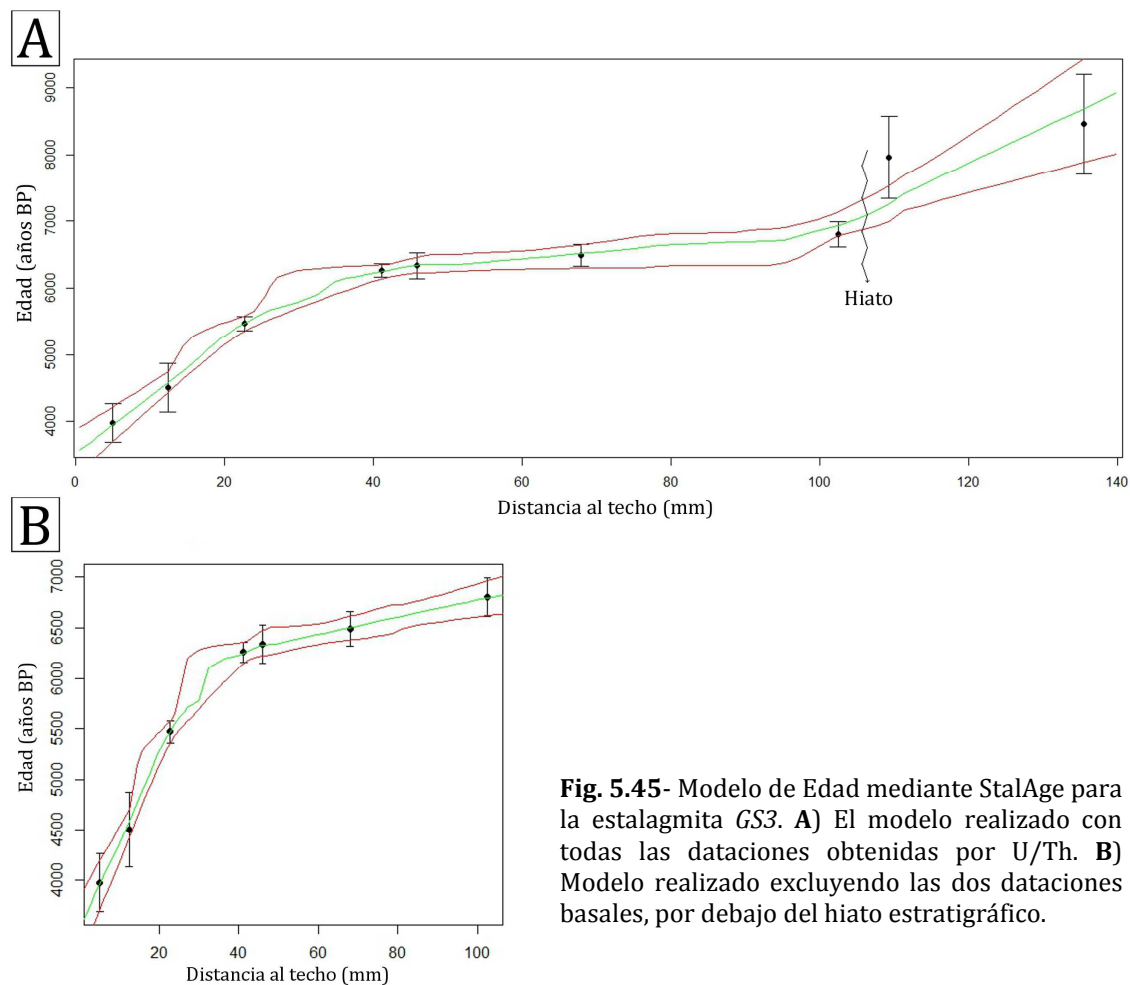 A
Edad (años BP)
9000
8000
7000
6000
5000
4000
Hiato
0 20 40 60 80 100 120 140
Distancia al techo (mm)
B
Edad (años BP)
7000
6500
6000
5500
5000
4500
4000
20 40 60 80 100
Distancia al techo (mm)
Fig. 5.45- Modelo de Edad mediante StalAge para
la estalagmita GS3. A) El modelo realizado con
todas las dataciones obtenidas por U/Th. B)
Modelo realizado excluyendo las dos dataciones
basales, por debajo del hiato estratigráfico.